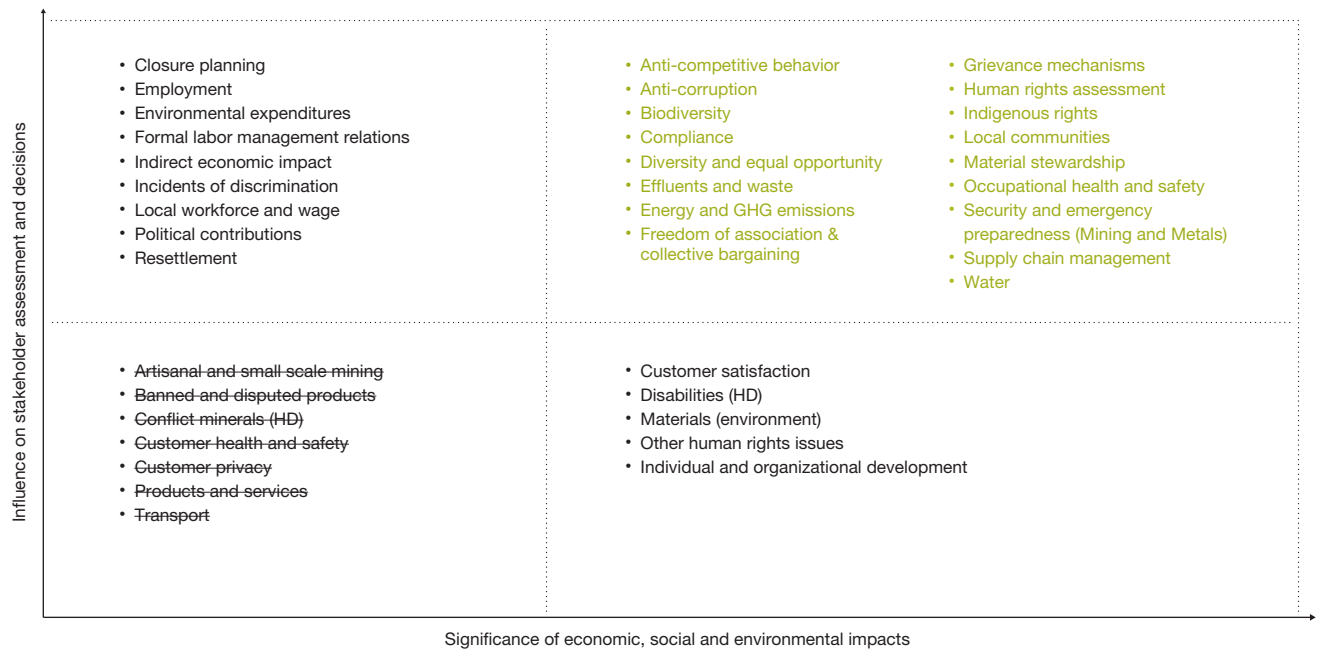 Influence on stakeholder assessment and decisions
• Closure planning
• Employment
• Environmental expenditures
• Formal labor management relations
• Indirect economic impact
• Incidents of discrimination
• Local workforce and wage
• Political contributions
• Resettlement
• Anti-competitive behavior
• Anti-corruption
• Biodiversity
• Compliance
• Diversity and equal opportunity
• Effluents and waste
• Energy and GHG emissions
• Freedom of association &
collective bargaining
• Grievance mechanisms
• Human rights assessment
• Indigenous rights
• Local communities
• Material stewardship
• Occupational health and safety
• Security and emergency
preparedness (Mining and Metals)
• Supply chain management
• Water
• Artisanal and small scale mining
• Banned and disputed products
• Conflict minerals (HD)
• Customer health and safety
• Customer privacy
• Products and services
• Transport
• Customer satisfaction
• Disabilities (HD)
• Materials (environment)
• Other human rights issues
• Individual and organizational development
Significance of economic, social and environmental impacts